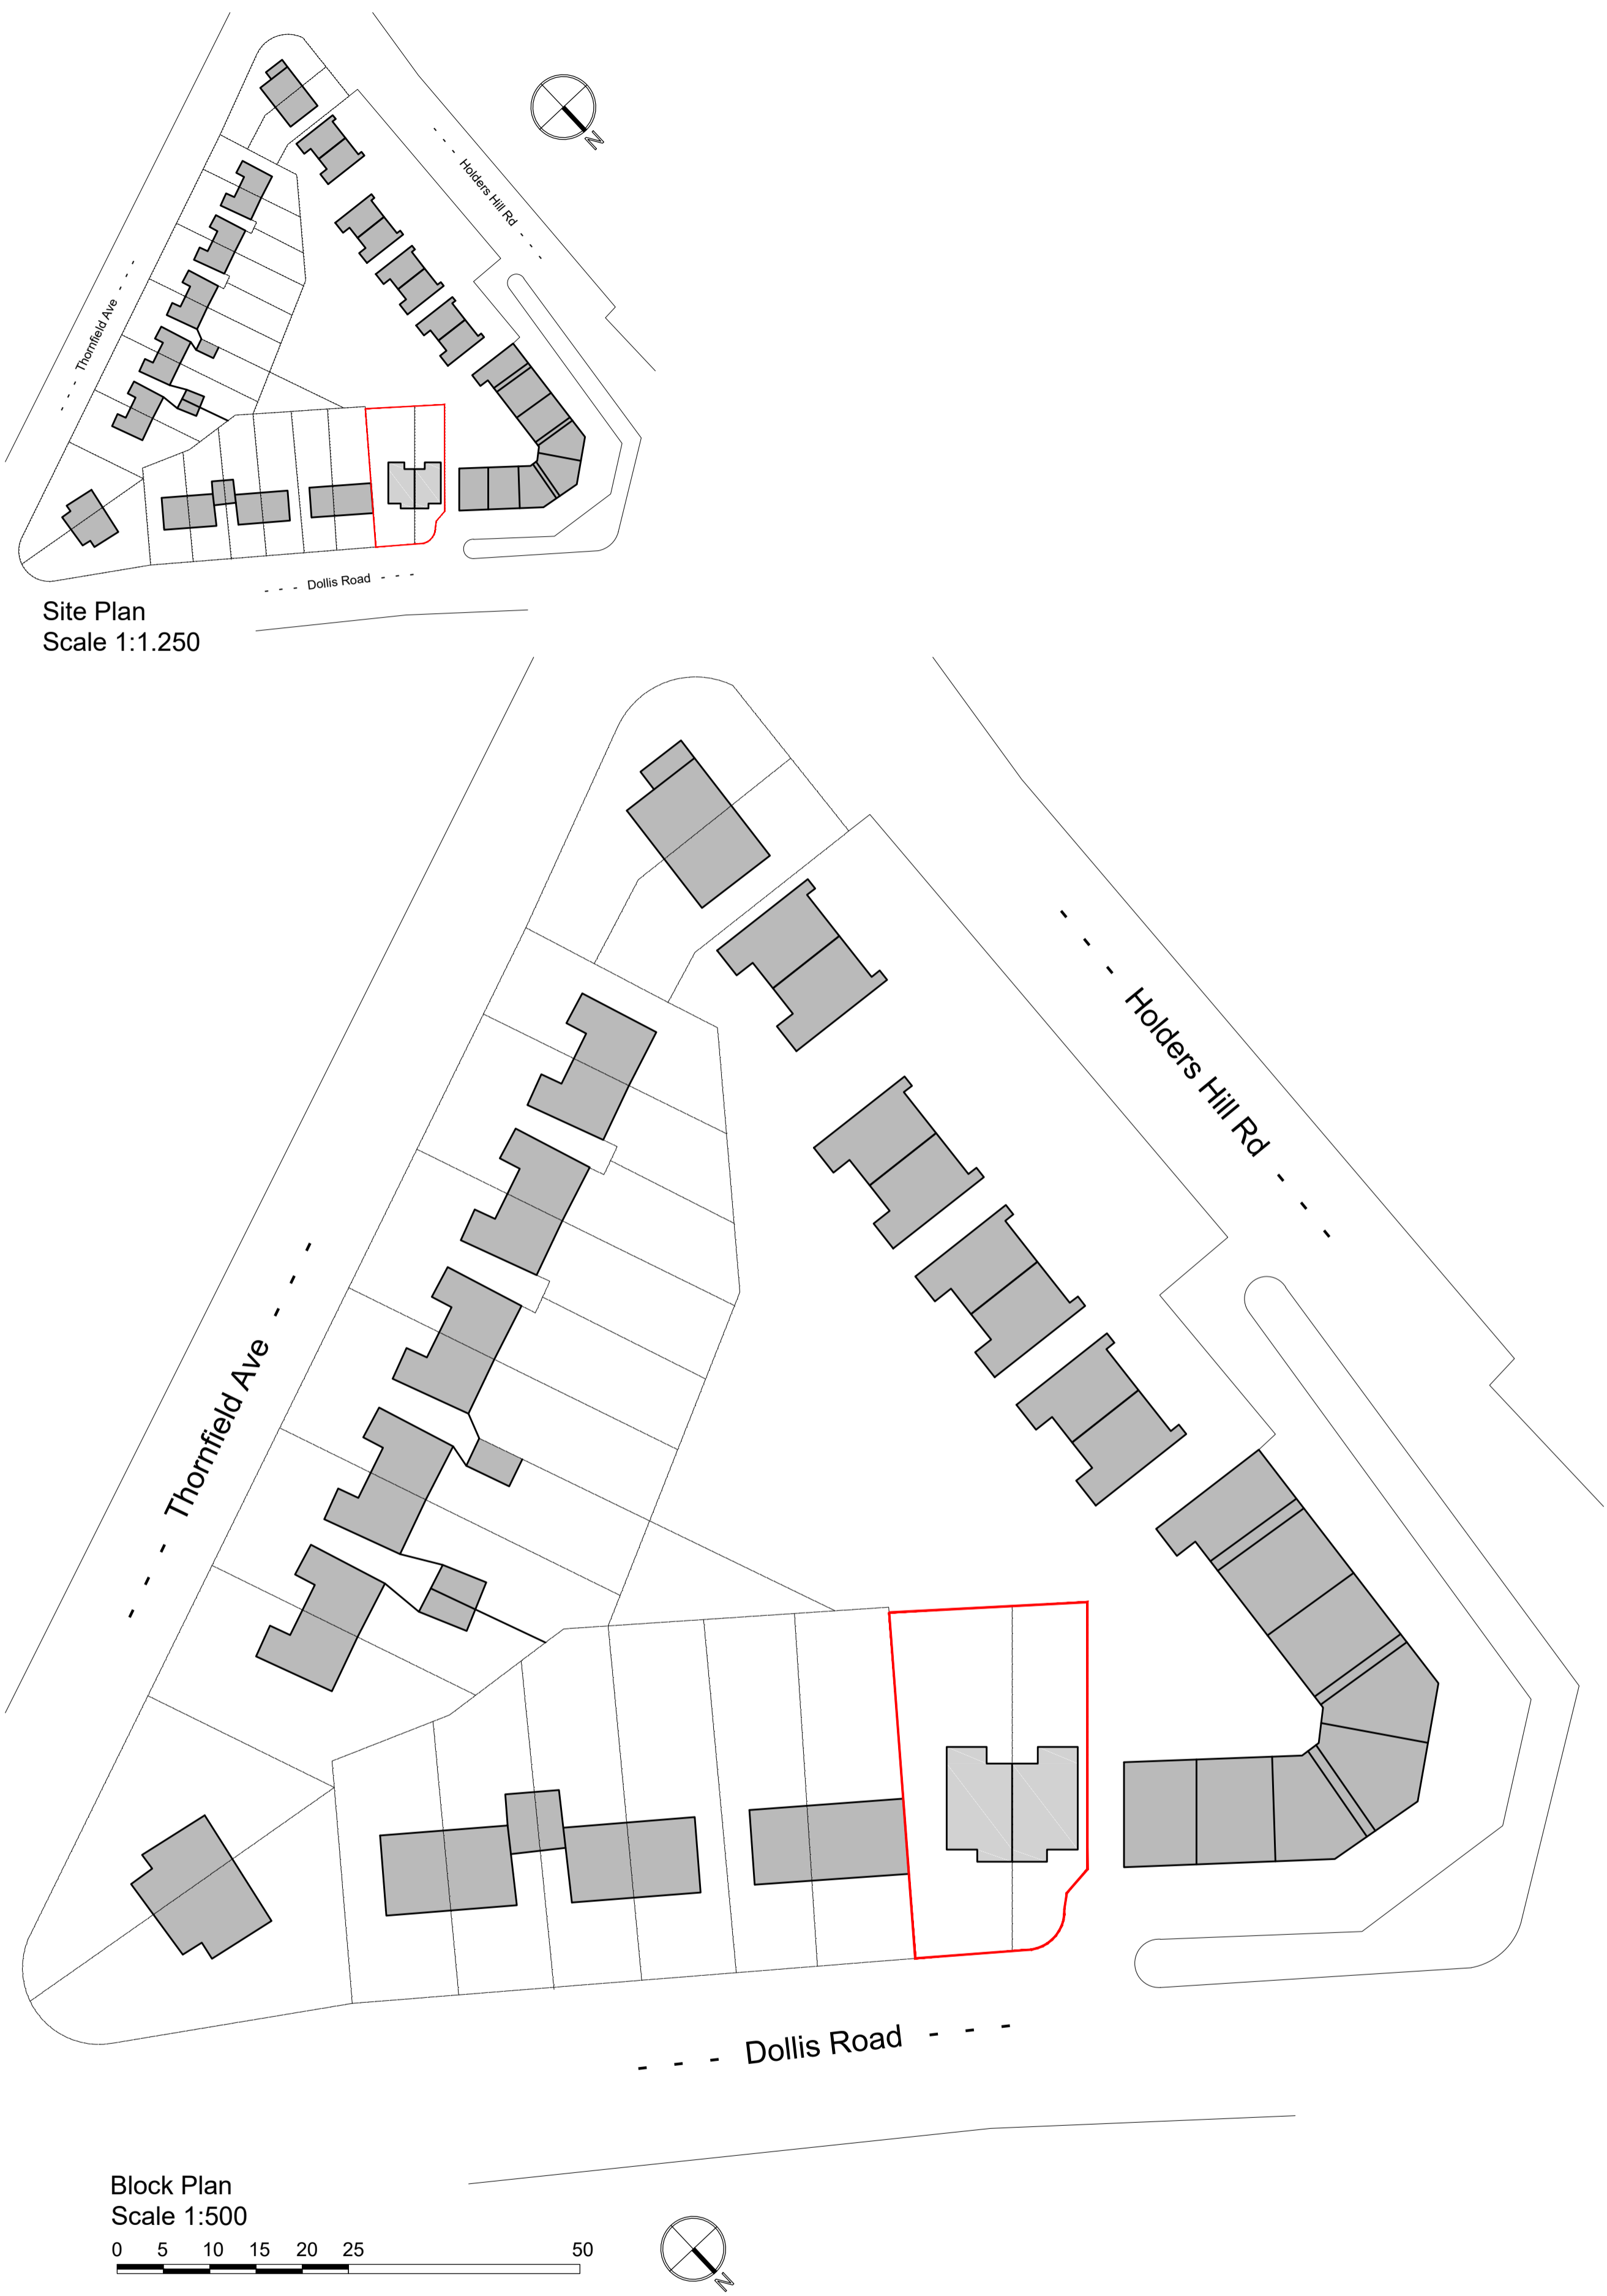 N
- - - Holders Hill Rd - - -
- - - Thornfield Ave - - -
- - - Dollis Road - - -
Site Plan
Scale 1:1.250
- - - Holders Hill Rd - - -
- - - Thornfield Ave - - -
- - - Dollis Road - - -
Block Plan
Scale 1:500
0 5 10 15 20 25 50
N